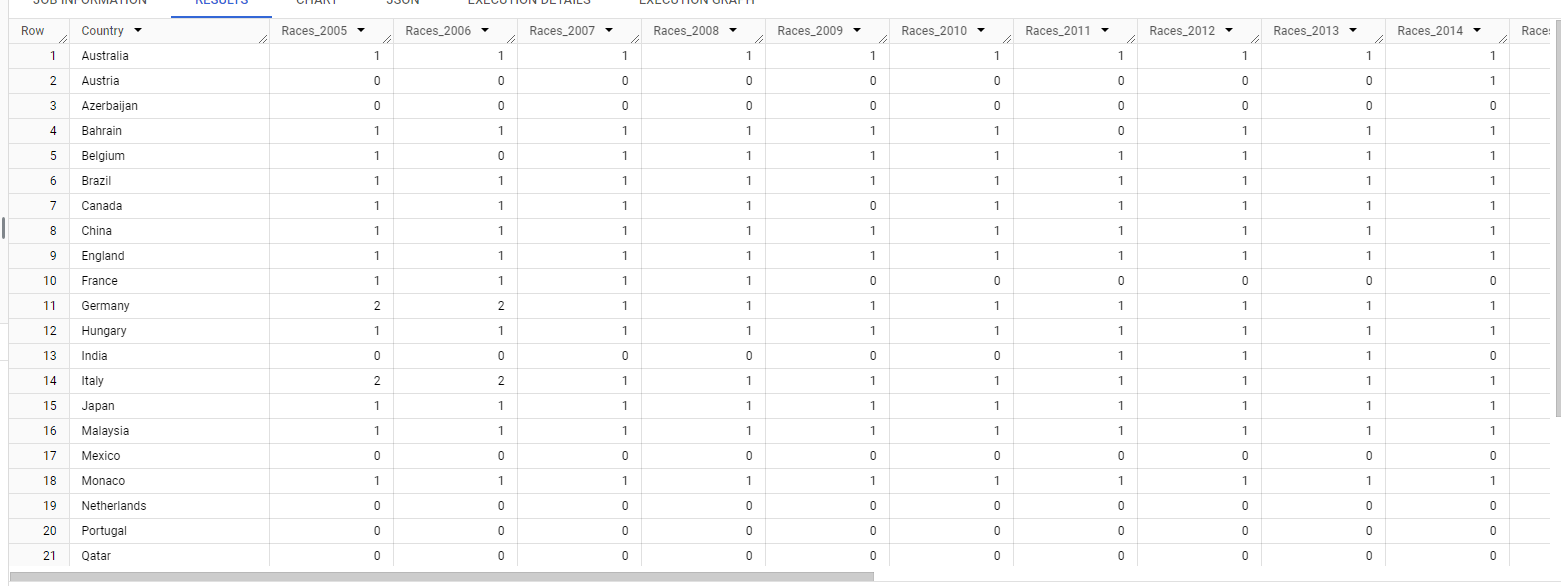 JOB INFORMATION RESULTS CHART JSON EXECUTION DETAILS EXECUTION GRAPH
Row Country Races_2005 Races_2006 Races_2007 Races_2008 Races_2009 Races_2010 Races_2011 Races_2012 Races_2013 Races_2014 Races
1 Australia 1 1 1 1 1 1 1 1 1 1
2 Austria 0 0 0 0 0 0 0 0 0 1
3 Azerbaijan 0 0 0 0 0 0 0 0 0 0
4 Bahrain 1 1 1 1 1 1 0 1 1 1
5 Belgium 1 0 1 1 1 1 1 1 1 1
6 Brazil 1 1 1 1 1 1 1 1 1 1
7 Canada 1 1 1 1 0 1 1 1 1 1
8 China 1 1 1 1 1 1 1 1 1 1
9 England 1 1 1 1 1 1 1 1 1 1
10 France 1 1 1 1 0 0 0 0 0 0
11 Germany 2 2 1 1 1 1 1 1 1 1
12 Hungary 1 1 1 1 1 1 1 1 1 1
13 India 0 0 0 0 0 0 1 1 1 0
14 Italy 2 2 1 1 1 1 1 1 1 1
15 Japan 1 1 1 1 1 1 1 1 1 1
16 Malaysia 1 1 1 1 1 1 1 1 1 1
17 Mexico 0 0 0 0 0 0 0 0 0 0
18 Monaco 1 1 1 1 1 1 1 1 1 1
19 Netherlands 0 0 0 0 0 0 0 0 0 0
20 Portugal 0 0 0 0 0 0 0 0 0 0
21 Qatar 0 0 0 0 0 0 0 0 0 0